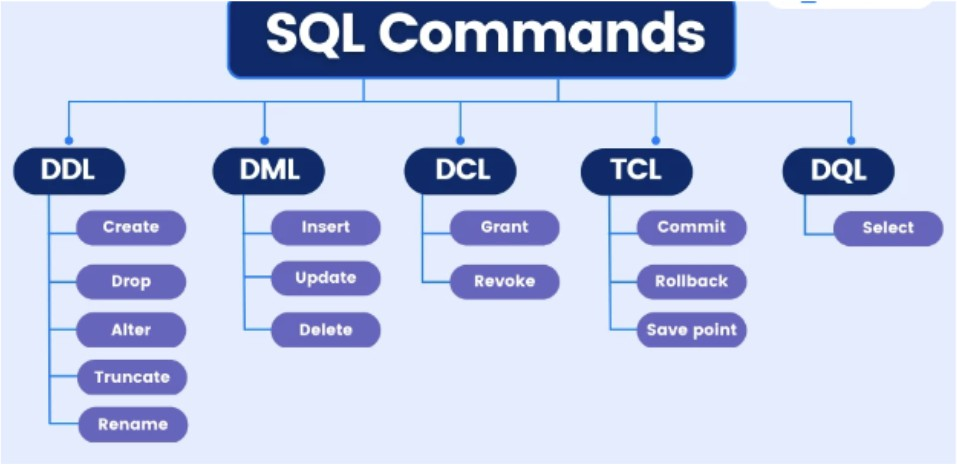 SQL Commands
DDL
Create
Drop
Alter
Truncate
Rename
DML
Insert
Update
Delete
DCL
Grant
Revoke
TCL
Commit
Rollback
Save point
DQL
Select